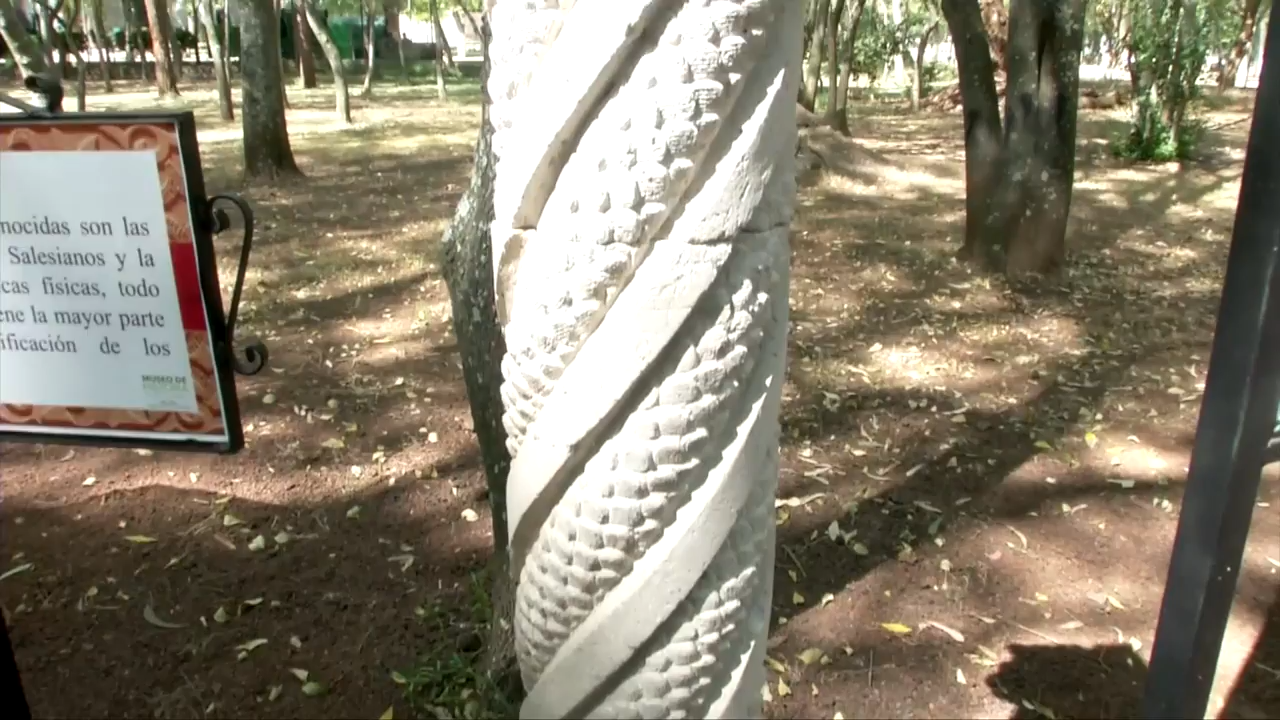 nocidas son las
Salesianos y la
cas físicas, todo
ene la mayor parte
ificación de los
MUSEO DE